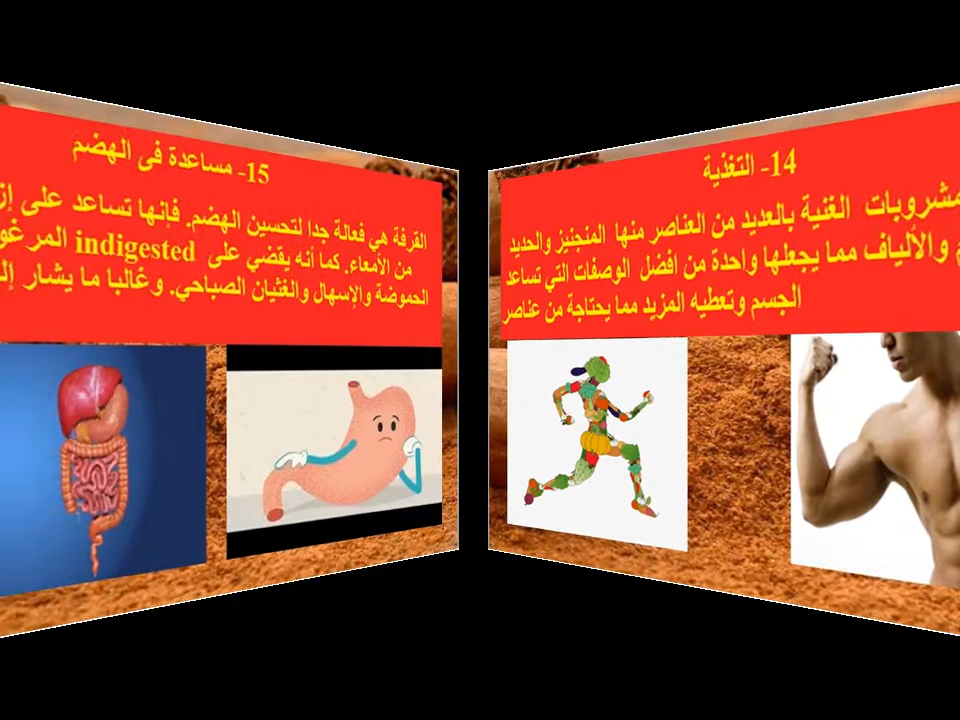 15- مساعدة فى الهضم
القرفة هي فعالة جدا لتحسين الهضم. فإنها تساعد على
من الأمعاء. كما أنه يقضي على indigested
الحموضة والإسهال والغثيان الصباحي. وغالبا ما يشار
14- التغذية
الغنية بالعديد من العناصر منها المنجنيز والحديد
والألياف مما يجعلها واحدة من افضل الوصفات التي تساعد
الجسم وتعطيه المزيد مما يحتاجة من عناصر